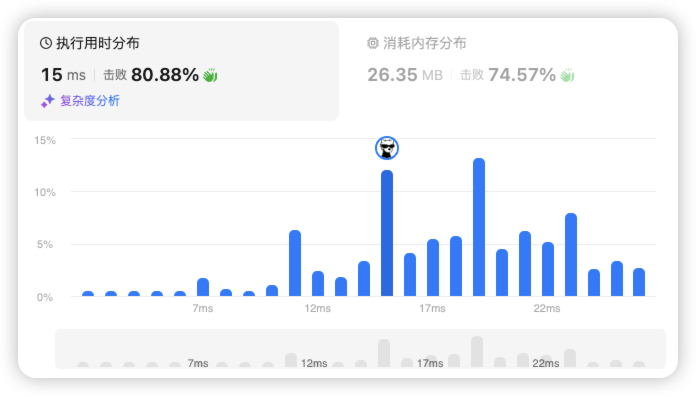 执行用时分布
15 ms | 击败 80.88%
复杂度分析
消耗内存分布
26.35 MB | 击败 74.57%
15%
10%
5%
0%
7ms 12ms 17ms 22ms
7ms 12ms 17ms 22ms